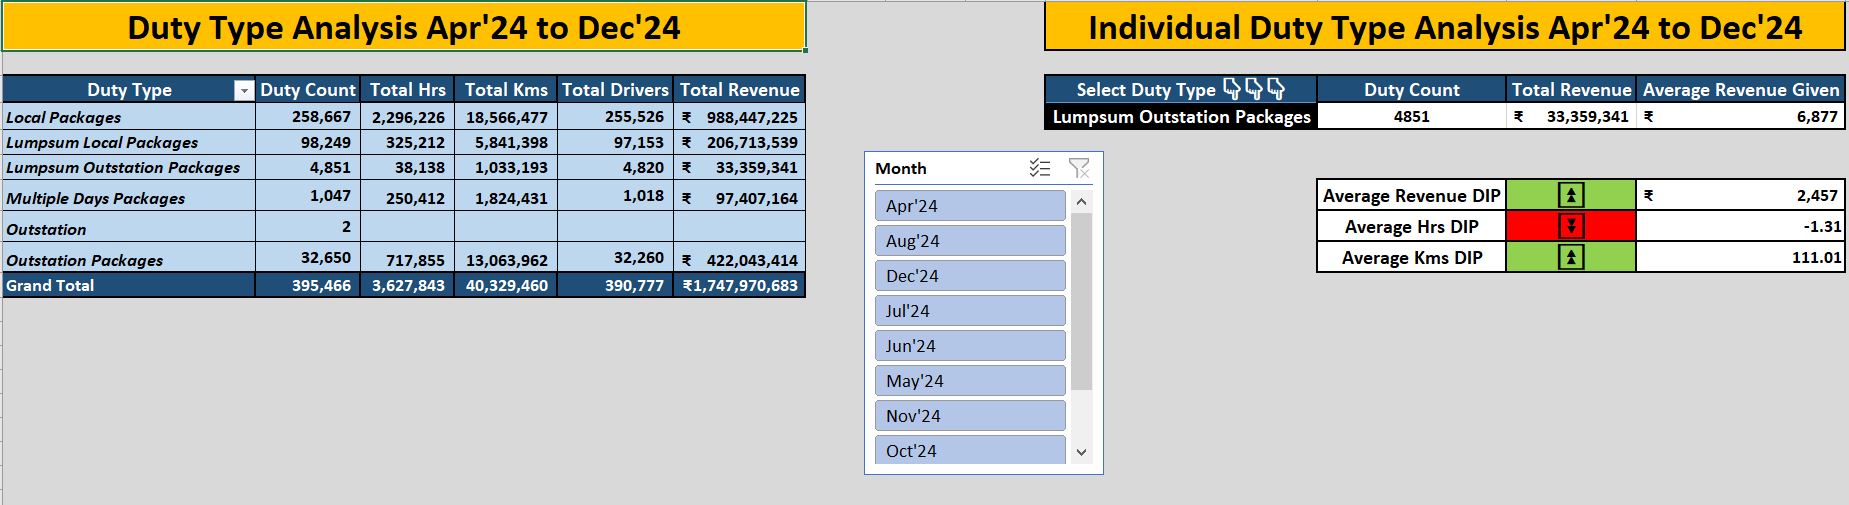 Duty Type Analysis Apr'24 to Dec'24
Duty Type Duty Count Total Hrs Total Kms Total Drivers Total Revenue
Local Packages 258,667 2,296,226 18,566,477 255,526 ₹ 988,447,225
Lumpsum Local Packages 98,249 325,212 5,841,398 97,153 ₹ 206,713,539
Lumpsum Outstation Packages 4,851 38,138 1,033,193 4,820 ₹ 33,359,341
Multiple Days Packages 1,047 250,412 1,824,431 1,018 ₹ 97,407,164
Outstation 2
Outstation Packages 32,650 717,855 13,063,962 32,260 ₹ 422,043,414
Grand Total 395,466 3,627,843 40,329,460 390,777 ₹1,747,970,683
Month
Apr'24
Aug'24
Dec'24
Jul'24
Jun'24
May'24
Nov'24
Oct'24
Individual Duty Type Analysis Apr'24 to Dec'24
Select Duty Type Duty Count Total Revenue Average Revenue Given
Lumpsum Outstation Packages 4851 ₹ 33,359,341 ₹ 6,877
Average Revenue DIP ₹ 2,457
Average Hrs DIP -1.31
Average Kms DIP 111.01